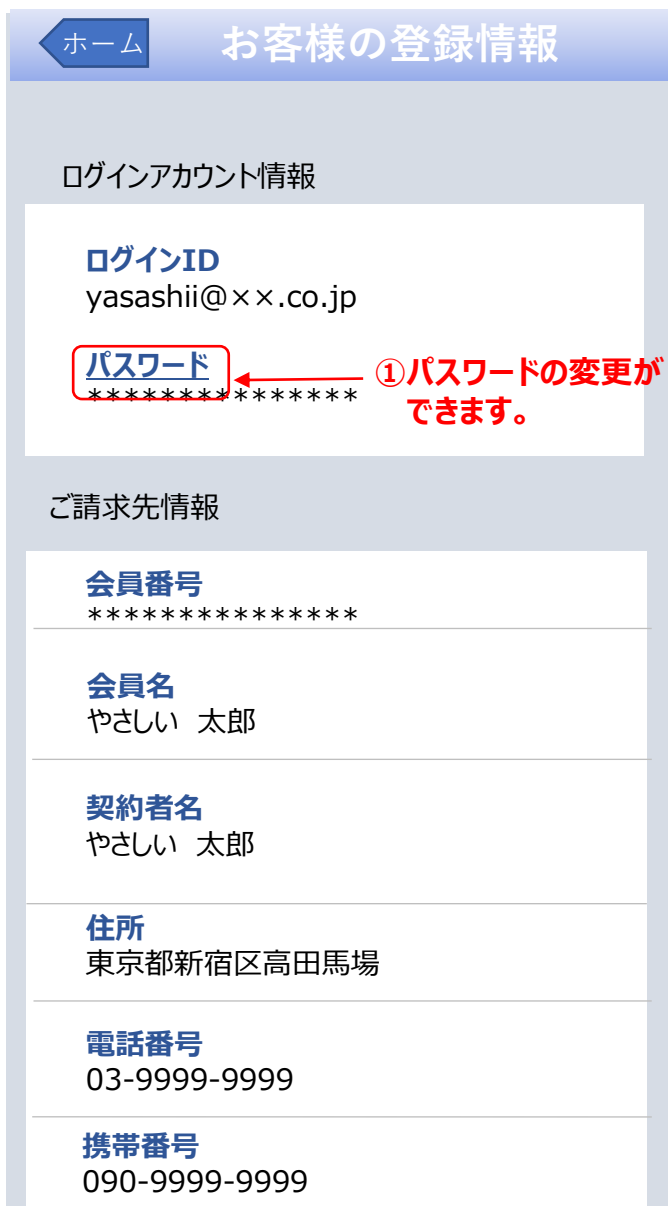 ホーム
お客様の登録情報
ログインアカウント情報
ログインID
yasashii@××.co.jp
パスワード
***************
①パスワードの変更が
できます。
ご請求先情報
会員番号
***************
会員名
やさしい 太郎
契約者名
やさしい 太郎
住所
東京都新宿区高田馬場
電話番号
03-9999-9999
携帯番号
090-9999-9999